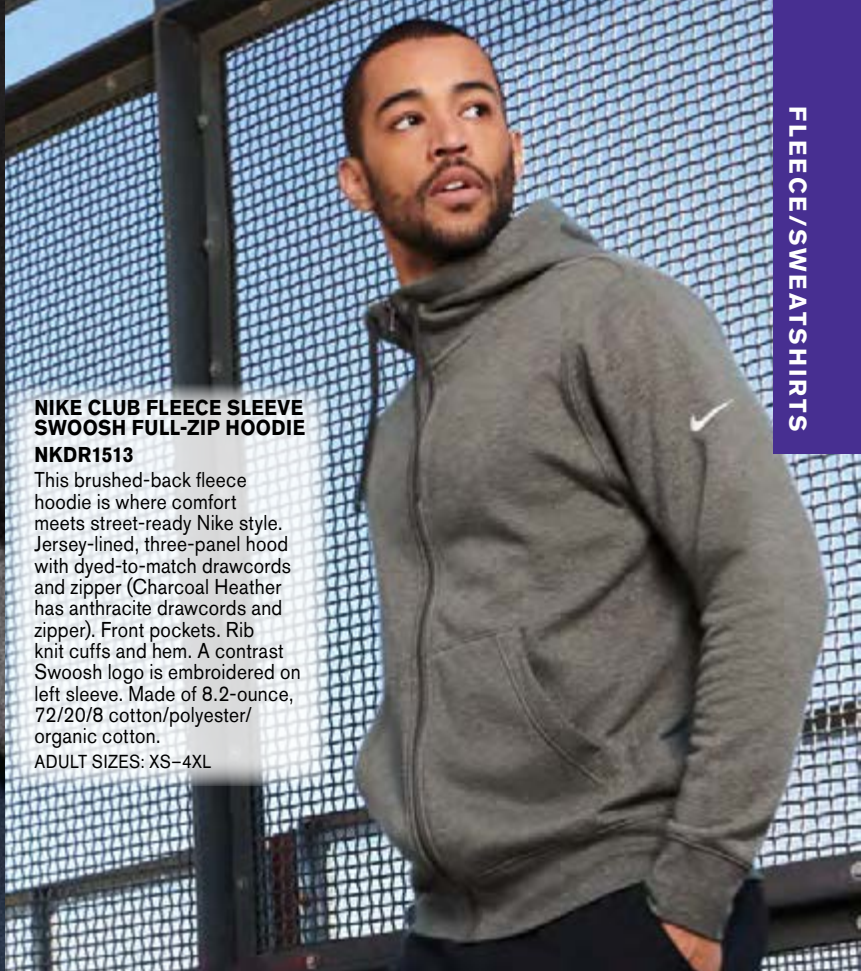 FLEECE/SWEATSHIRTS
NIKE CLUB FLEECE SLEEVE
SWOOSH FULL-ZIP HOODIE
NKDR1513
This brushed-back fleece
hoodie is where comfort
meets street-ready Nike style.
Jersey-lined, three-panel hood
with dyed-to-match drawcords
and zipper (Charcoal Heather
has anthracite drawcords and
zipper). Front pockets. Rib
knit cuffs and hem. A contrast
Swoosh logo is embroidered on
left sleeve. Made of 8.2-ounce,
72/20/8 cotton/polyester/
organic cotton.
ADULT SIZES: XS–4XL